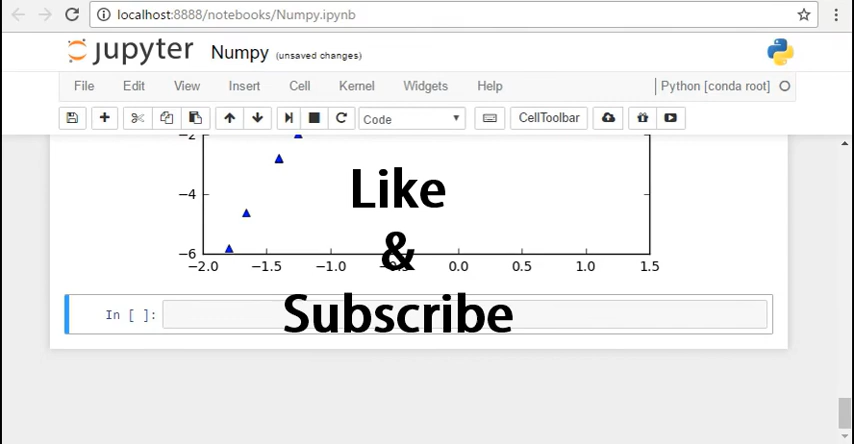 localhost:8888/notebooks/Numpy.ipynb
jupyter Numpy (unsaved changes)
File Edit View Insert Cell Kernel Widgets Help Python [conda root]
Code CellToolbar
−2
−4
−6
−2.0 −1.5 −1.0 −0.5 0.0 0.5 1.0 1.5
Like
&
Subscribe
In [ ]: